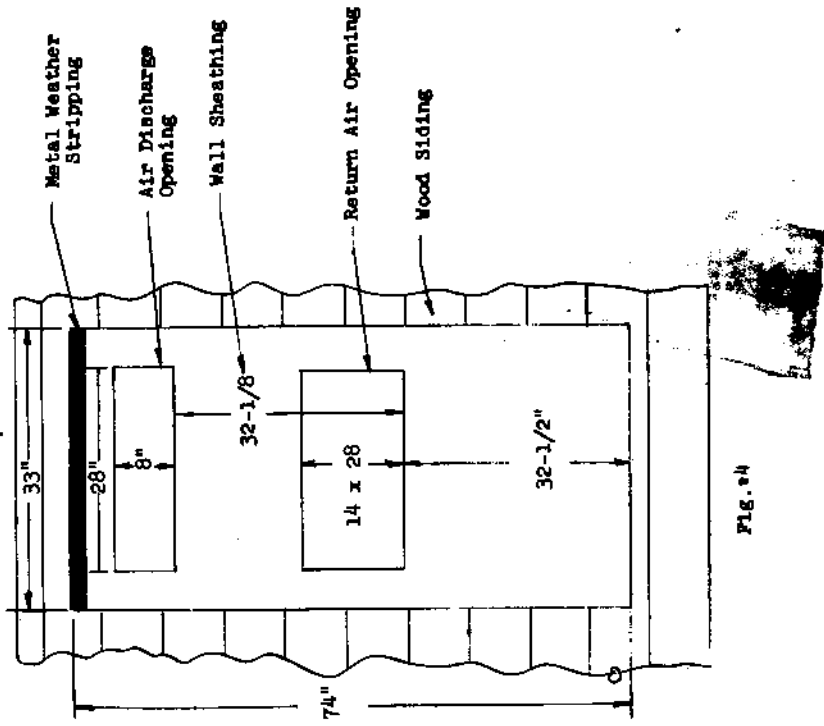 33"
28"
8"
32-1/8
14 x 28
32-1/2"
74"
Metal Weather
Stripping
Air Discharge
Opening
Wall Sheathing
Return Air Opening
Wood Siding
Fig. #4